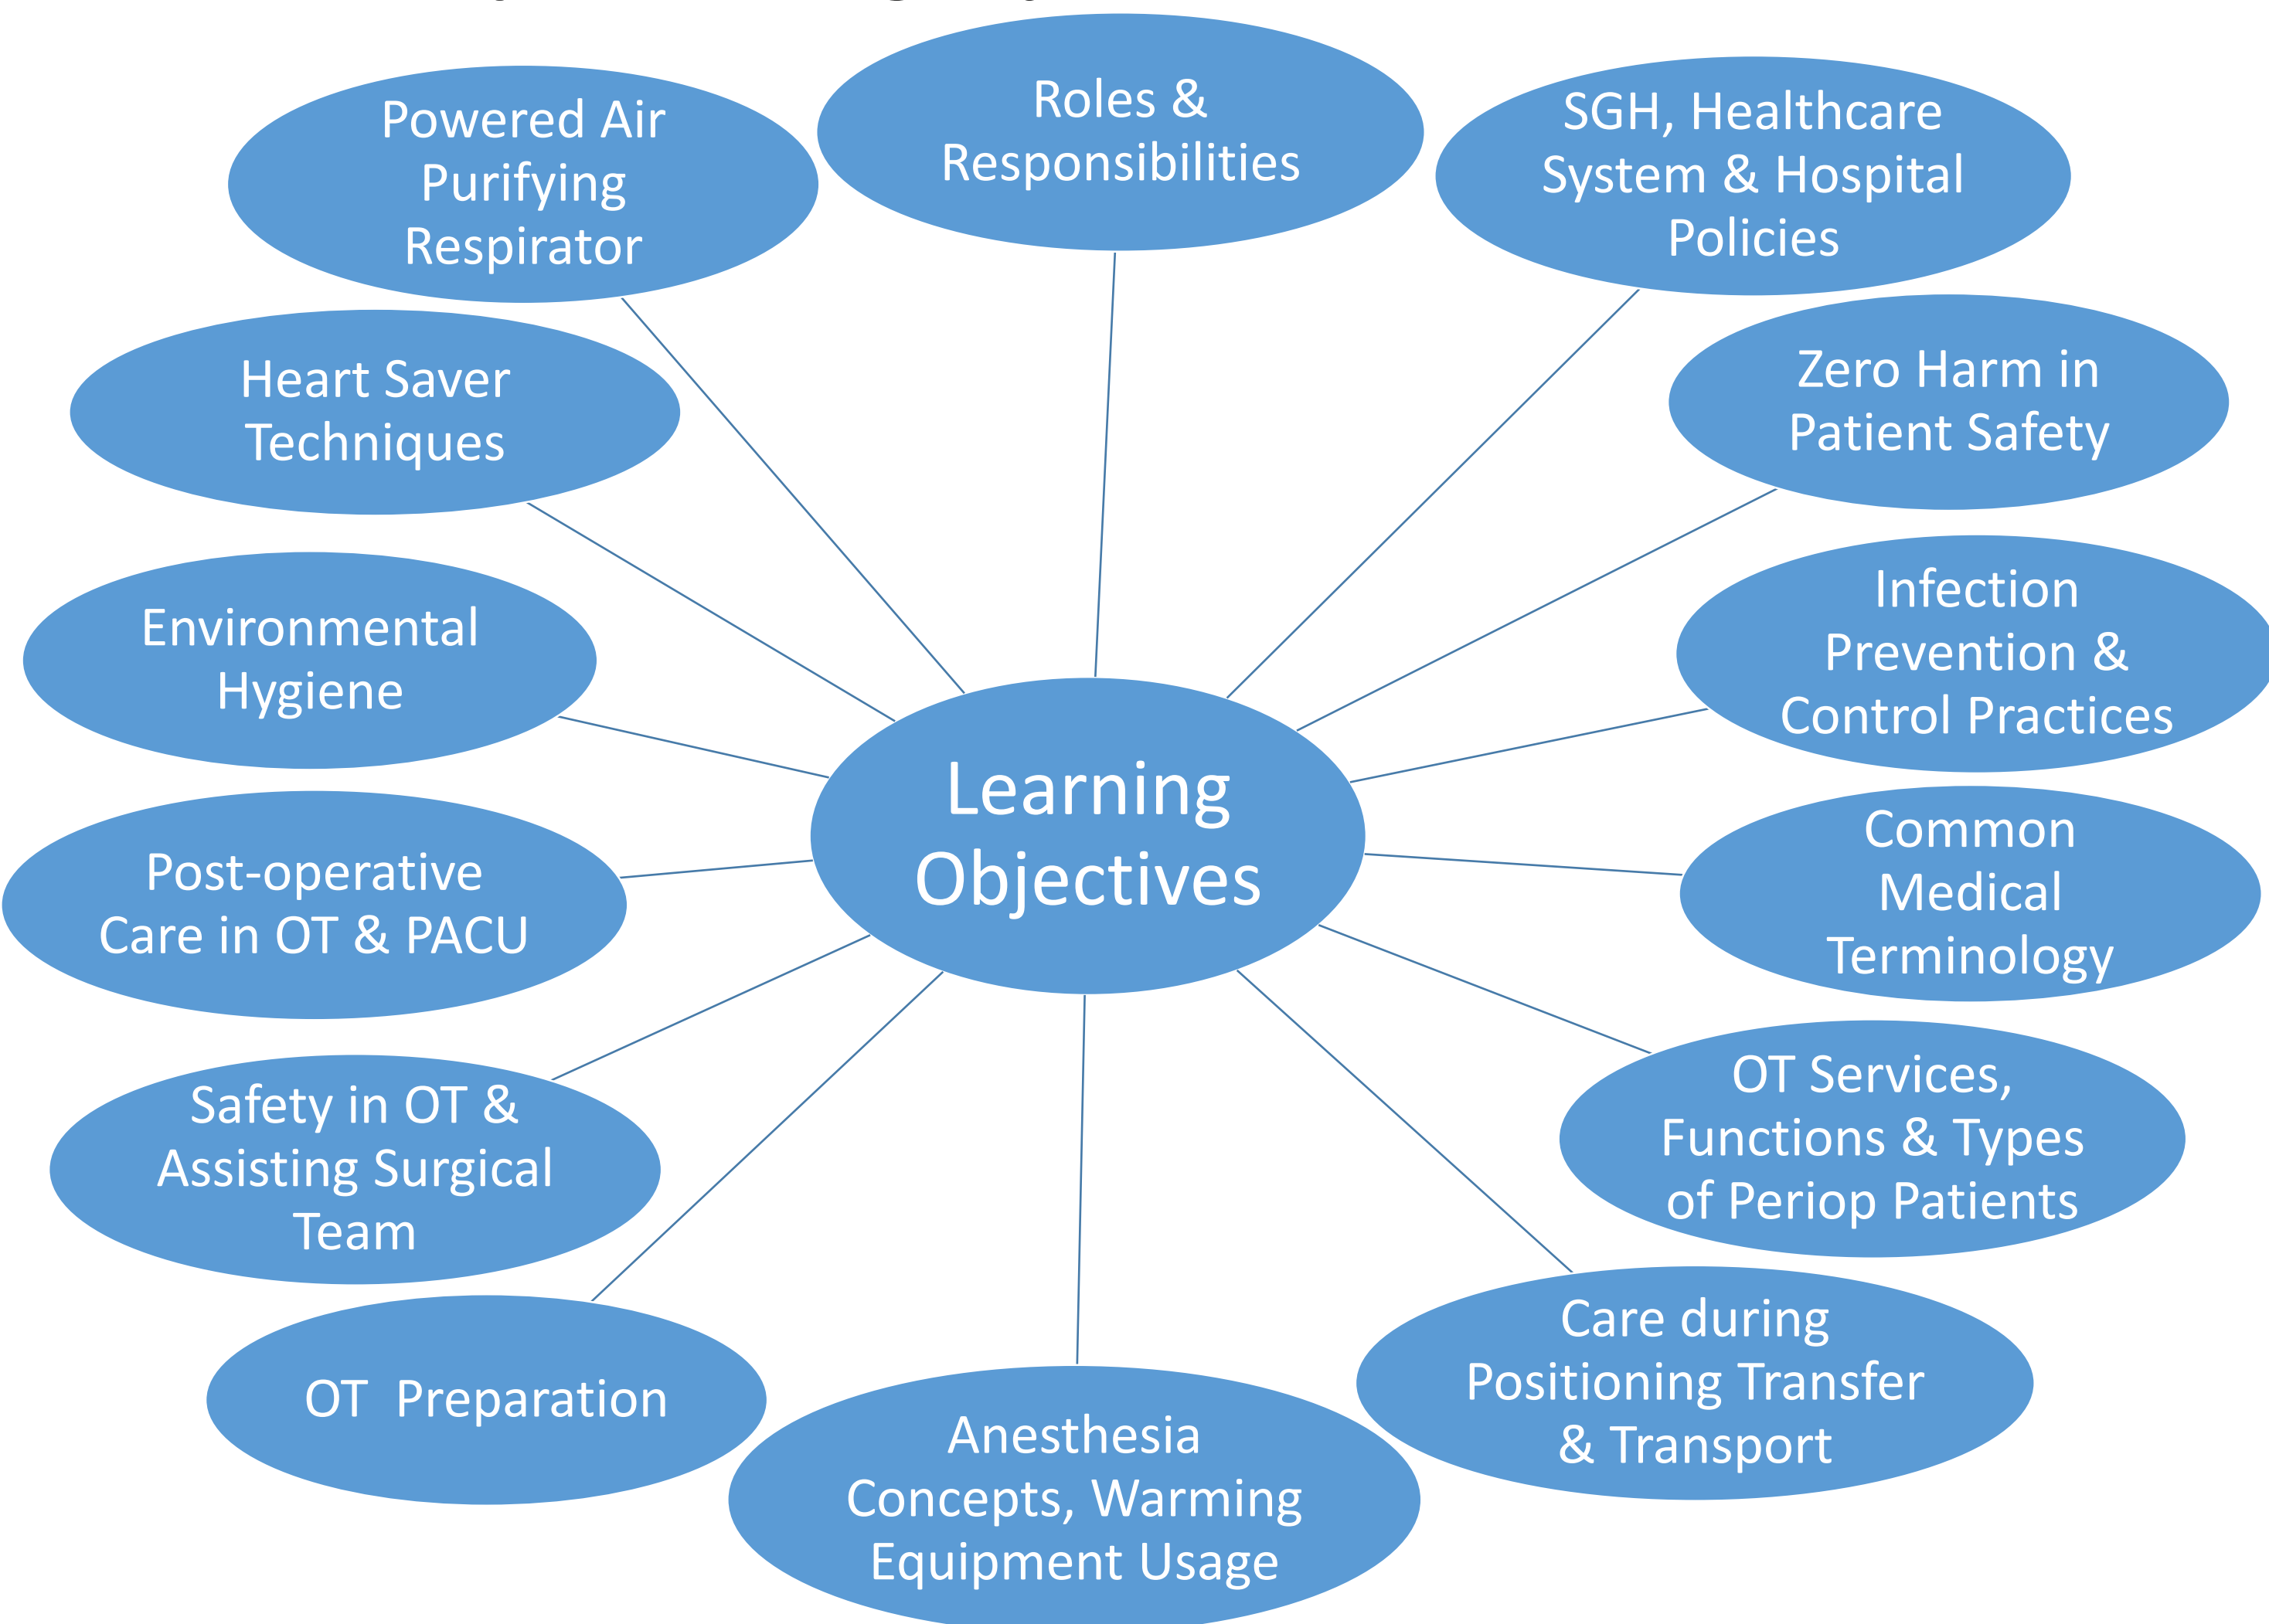 Roles &
Responsibilities
SGH, Healthcare
System & Hospital
Policies
Zero Harm in
Patient Safety
Infection
Prevention &
Control Practices
Common
Medical
Terminology
OT Services,
Functions & Types
of Periop Patients
Care during
Positioning Transfer
& Transport
Anesthesia
Concepts, Warming
Equipment Usage
OT  Preparation
Safety in OT &
Assisting Surgical
Team
Post-operative
Care in OT & PACU
Environmental
Hygiene
Heart Saver
Techniques
Powered Air
Purifying
Respirator
Learning
Objectives